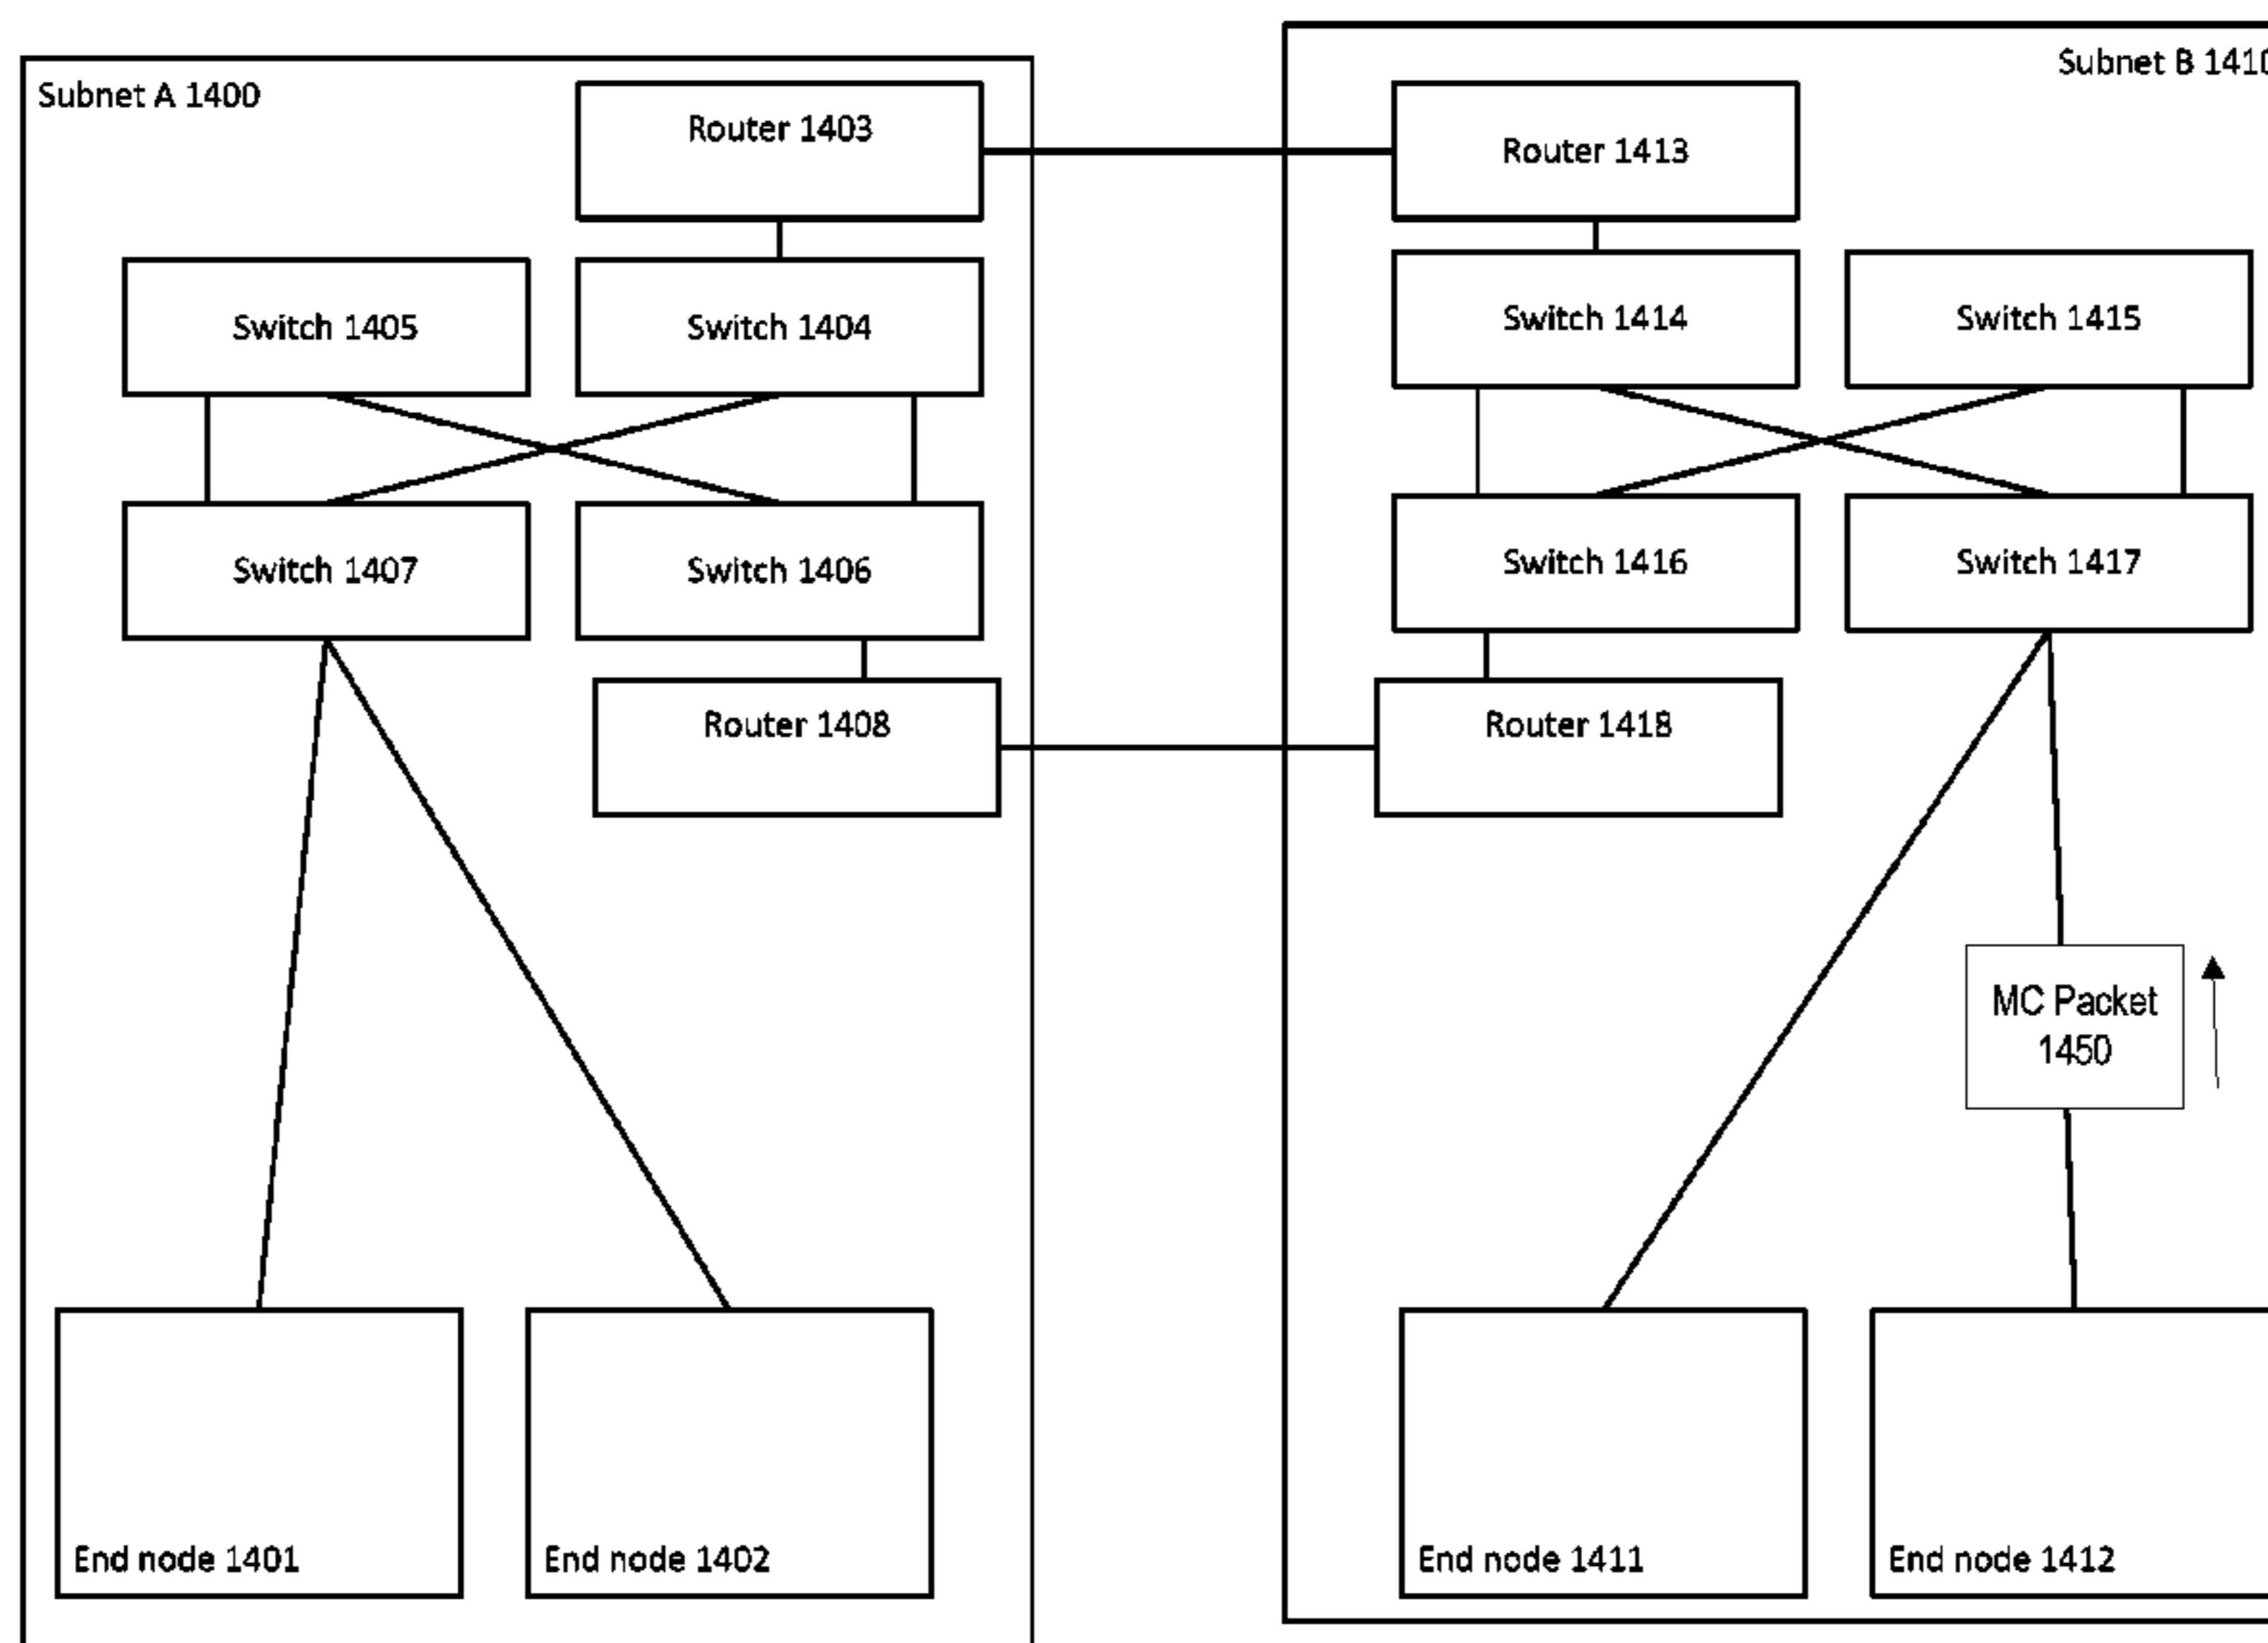 Subnet A 1400
Subnet B 1410
Router 1403
Router 1413
Switch 1405
Switch 1404
Switch 1414
Switch 1415
Switch 1407
Switch 1406
Switch 1416
Switch 1417
Router 1408
Router 1418
MC Packet
1450
End node 1401
End node 1402
End node 1411
End node 1412